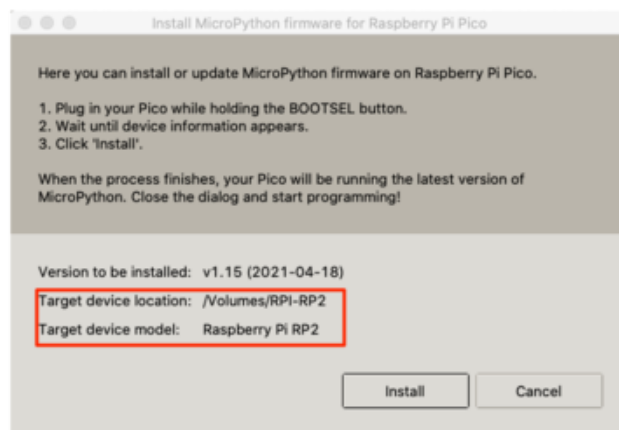 Install MicroPython firmware for Raspberry Pi Pico
Here you can install or update MicroPython firmware on Raspberry Pi Pico.
1. Plug in your Pico while holding the BOOTSEL button.
2. Wait until device information appears.
3. Click 'Install'.
When the process finishes, your Pico will be running the latest version of
MicroPython. Close the dialog and start programming!
Version to be installed: v1.15 (2021-04-18)
Target device location: /Volumes/RPI-RP2
Target device model: Raspberry Pi RP2
Install Cancel